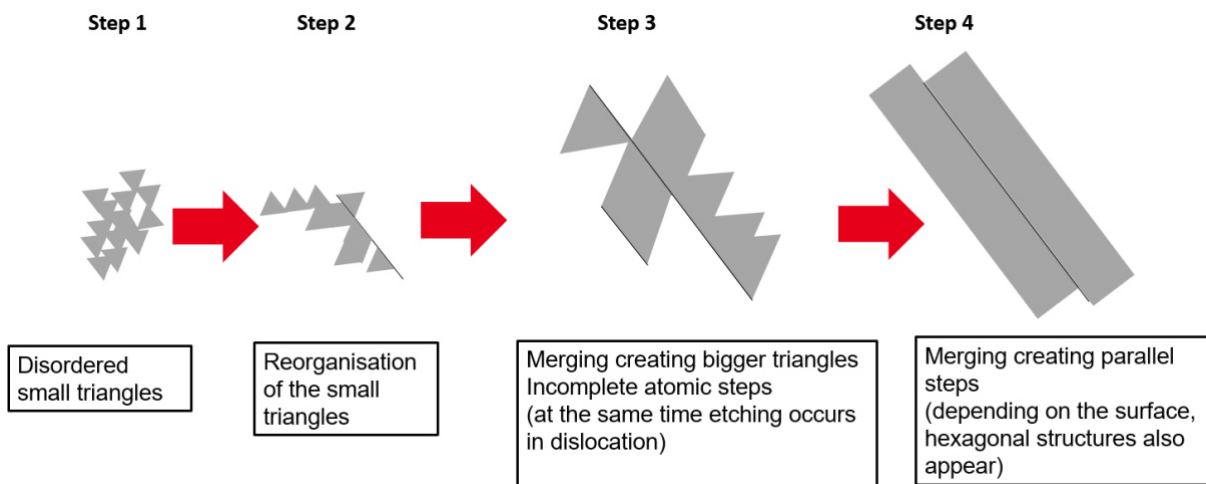 Step 1
Step 2
Step 3
Step 4
Disordered
small triangles
Reorganisation
of the small
triangles
Merging creating bigger triangles
Incomplete atomic steps
(at the same time etching occurs
in dislocation)
Merging creating parallel
steps
(depending on the surface,
hexagonal structures also
appear)